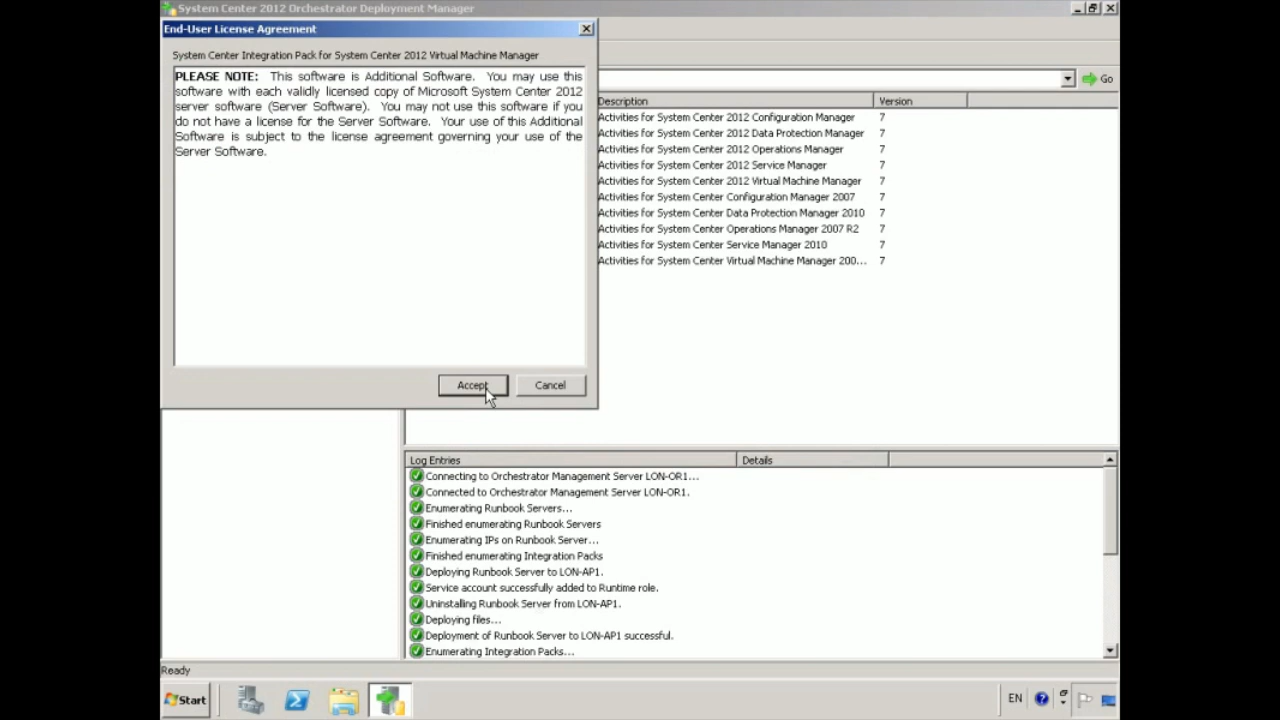 System Center 2012 Orchestrator Deployment Manager
End-User License Agreement
System Center Integration Pack for System Center 2012 Virtual Machine Manager
PLEASE NOTE: This software is Additional Software. You may use this
software with each validly licensed copy of Microsoft System Center 2012
server software (Server Software). You may not use this software if you
do not have a license for the Server Software. Your use of this Additional
Software is subject to the license agreement governing your use of the
Server Software.
Accept
Cancel
Go
Description Version
Activities for System Center 2012 Configuration Manager 7
Activities for System Center 2012 Data Protection Manager 7
Activities for System Center 2012 Operations Manager 7
Activities for System Center 2012 Service Manager 7
Activities for System Center 2012 Virtual Machine Manager 7
Activities for System Center Configuration Manager 2007 7
Activities for System Center Data Protection Manager 2010 7
Activities for System Center Operations Manager 2007 R2 7
Activities for System Center Service Manager 2010 7
Activities for System Center Virtual Machine Manager 200... 7
Log Entries Details
Connecting to Orchestrator Management Server LON-OR1...
Connected to Orchestrator Management Server LON-OR1.
Enumerating Runbook Servers...
Finished enumerating Runbook Servers
Enumerating IPs on Runbook Server...
Finished enumerating Integration Packs
Deploying Runbook Server to LON-AP1.
Service account successfully added to Runtime role.
Uninstalling Runbook Server from LON-AP1.
Deploying files...
Deployment of Runbook Server to LON-AP1 successful.
Enumerating Integration Packs...
Ready
Start
EN